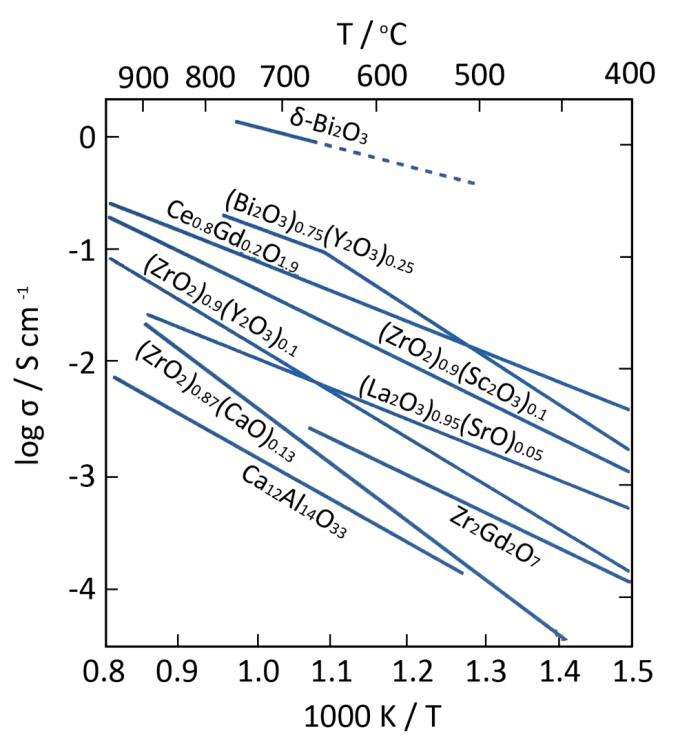 T / °C
900 800 700 600 500 400
δ-Bi₂O₃
(Bi₂O₃)₀.₇₅(Y₂O₃)₀.₂₅
Ce₀.₈Gd₀.₂O₁.₉
(ZrO₂)₀.₉(Y₂O₃)₀.₁
(ZrO₂)₀.₉(Sc₂O₃)₀.₁
(ZrO₂)₀.₈₇(CaO)₀.₁₃
(La₂O₃)₀.₉₅(SrO)₀.₀₅
Ca₁₂Al₁₄O₃₃
Zr₂Gd₂O₇
log σ / S cm ⁻¹
0
-1
-2
-3
-4
0.8 0.9 1.0 1.1 1.2 1.3 1.4 1.5
1000 K / T